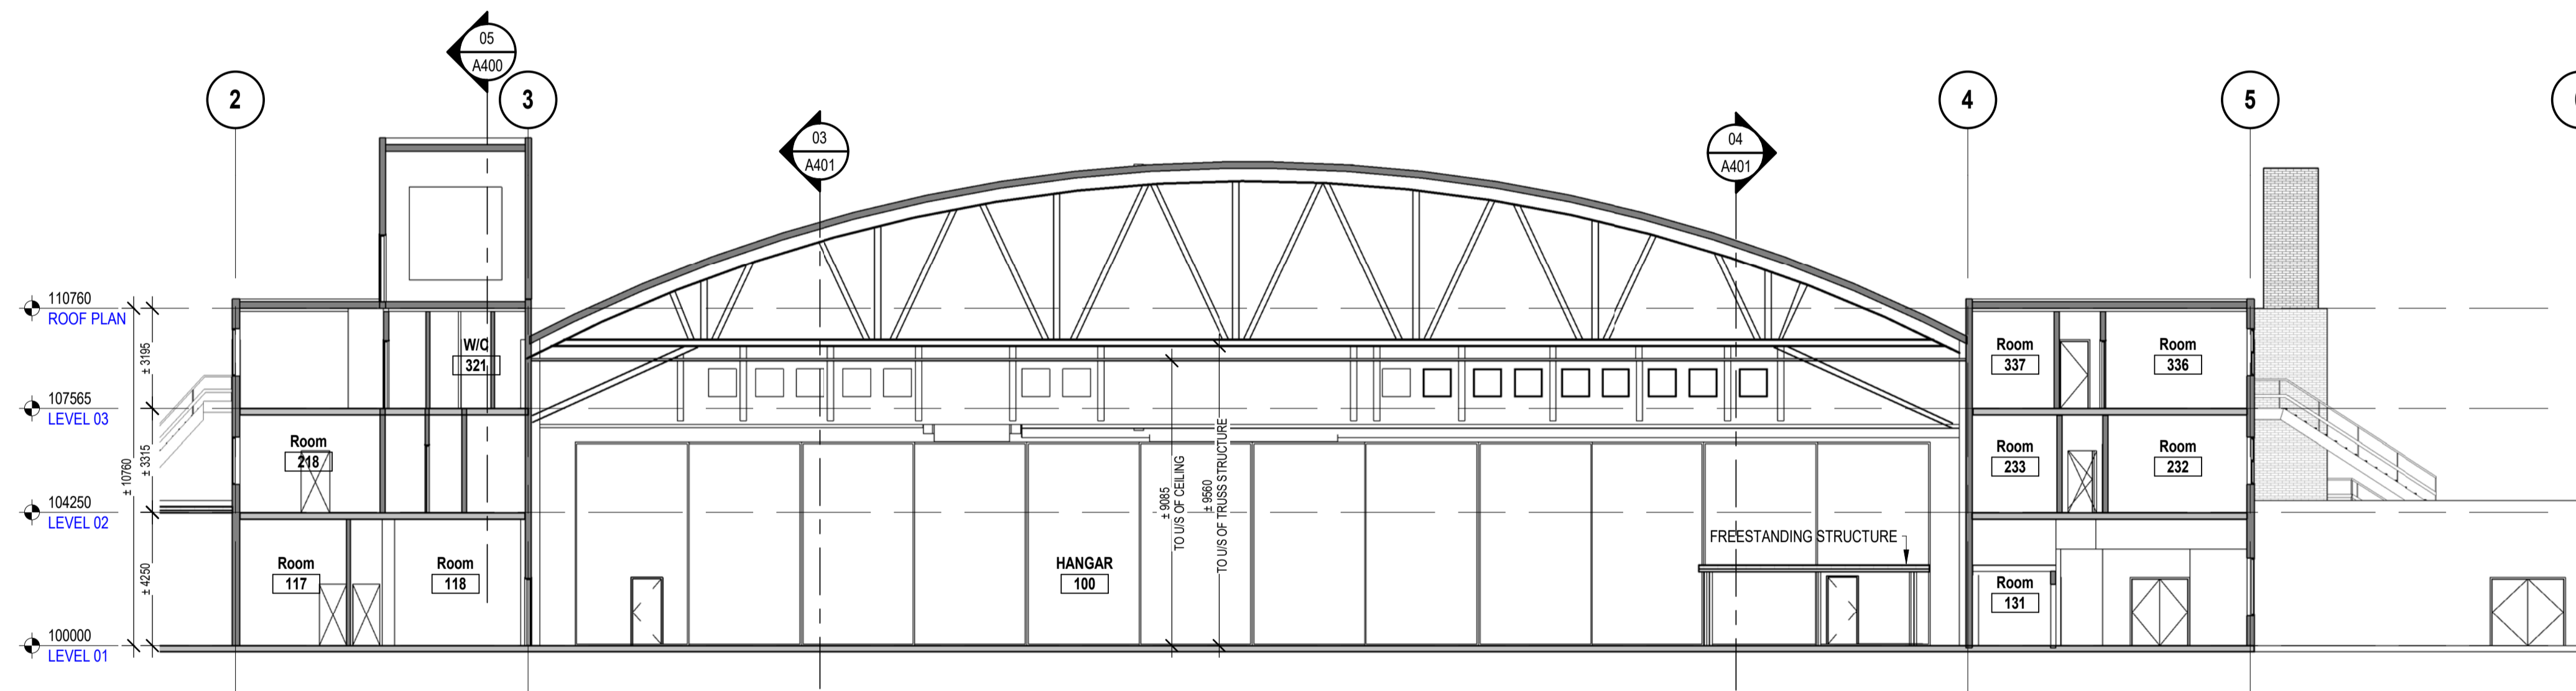 05
A400
2
3
03
A401
04
A401
4
5
110760
ROOF PLAN
± 3195
W/C
321
Room
337
Room
336
107565
LEVEL 03
± 10760
± 3315
Room
218
± 9085
TO U/S OF CEILING
± 9560
TO U/S OF TRUSS STRUCTURE
Room
233
Room
232
104250
LEVEL 02
± 4250
Room
117
Room
118
HANGAR
100
FREESTANDING STRUCTURE
Room
131
100000
LEVEL 01